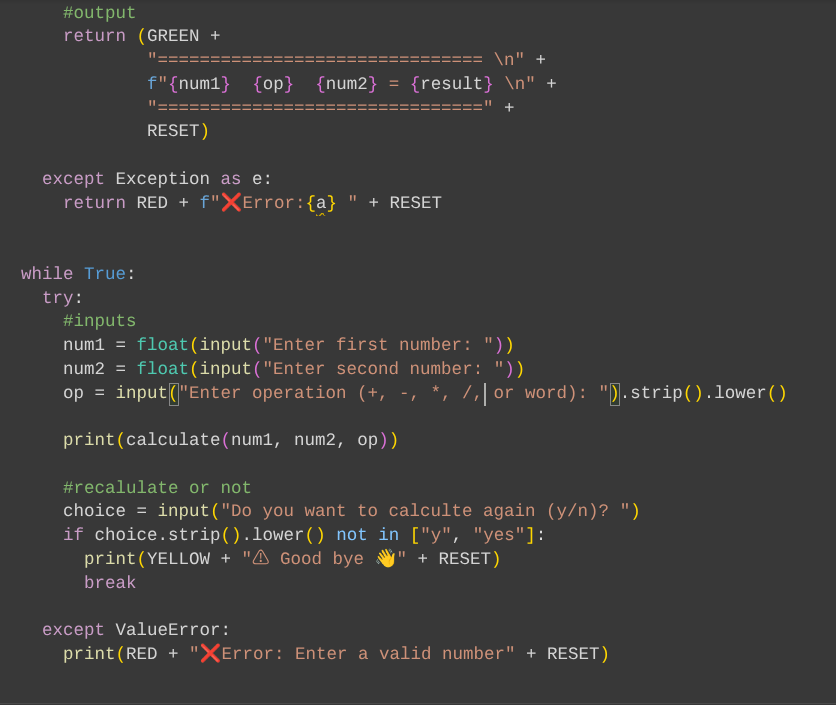 #output
return (GREEN +
"=============================== \n" +
f"{num1}  {op}  {num2} = {result} \n" +
"===============================" +
RESET)
except Exception as e:
return RED + f"❌Error:{a} " + RESET
while True:
try:
#inputs
num1 = float(input("Enter first number: "))
num2 = float(input("Enter second number: "))
op = input("Enter operation (+, -, *, /, or word): ").strip().lower()
print(calculate(num1, num2, op))
#recalulate or not
choice = input("Do you want to calculte again (y/n)? ")
if choice.strip().lower() not in ["y", "yes"]:
print(YELLOW + "⚠ Good bye 👋" + RESET)
break
except ValueError:
print(RED + "❌Error: Enter a valid number" + RESET)